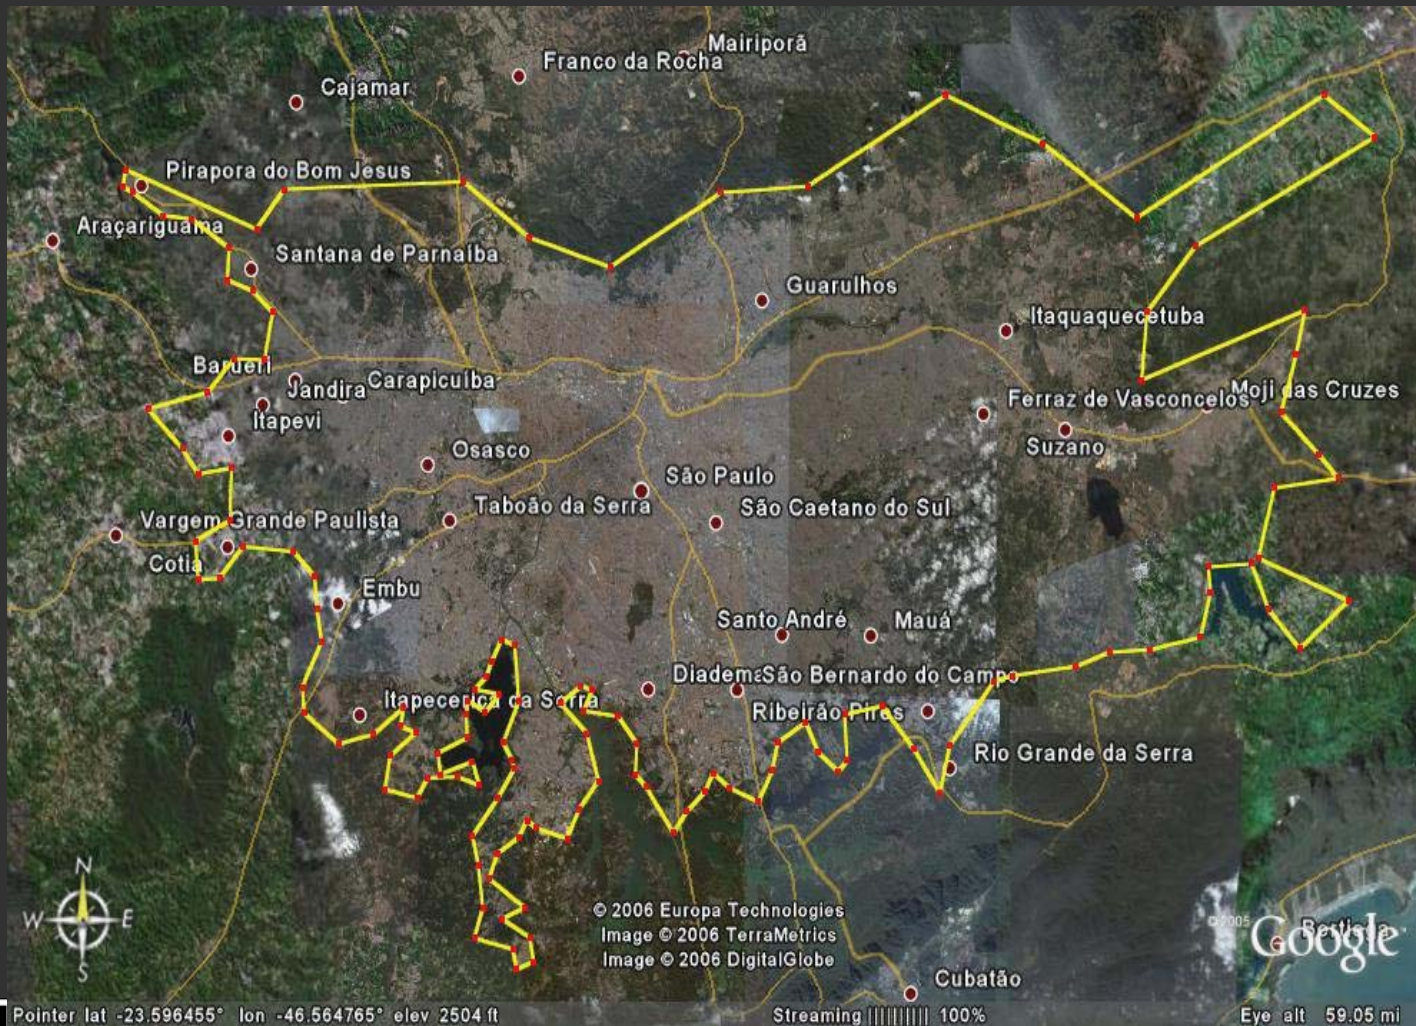 Mairiporã
Franco da Rocha
Cajamar
Pirapora do Bom Jesus
Araçariguama
Santana de Parnaíba
Guarulhos
Itaquaquecetuba
Barueri
Jandira
Carapicuíba
Ferraz de Vasconcelos
Moji das Cruzes
Itapevi
Osasco
Suzano
São Paulo
Taboão da Serra
São Caetano do Sul
Vargem Grande Paulista
Cotia
Embu
Santo André
Mauá
Diadema
São Bernardo do Campo
Itapecerica da Serra
Ribeirão Pires
Rio Grande da Serra
N
W
E
S
© 2006 Europa Technologies
Image © 2006 TerraMetrics
Image © 2006 DigitalGlobe
©2005
Google
Bertioga
Cubatão
Pointer lat -23.596455° lon -46.564765° elev 2504 ft
Streaming |||||||||| 100%
Eye alt 59.05 mi